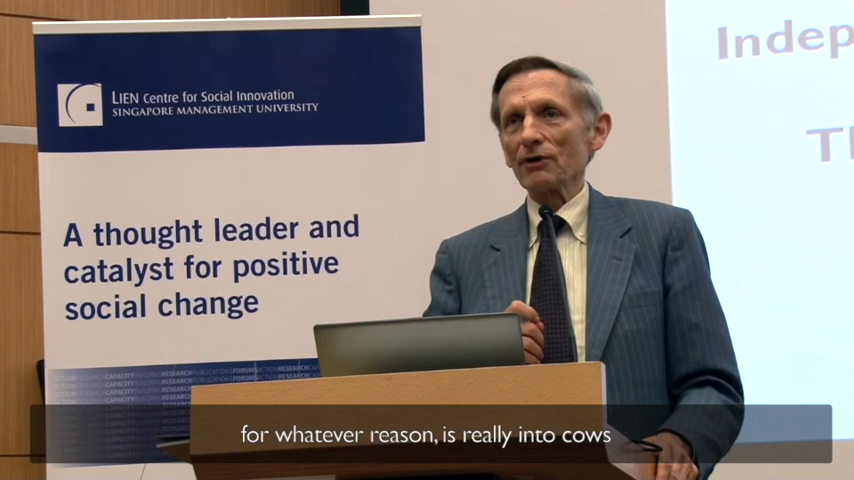 Indep
Th
LIEN Centre for Social Innovation
SINGAPORE MANAGEMENT UNIVERSITY
A thought leader and
catalyst for positive
social change
for whatever reason, is really into cows